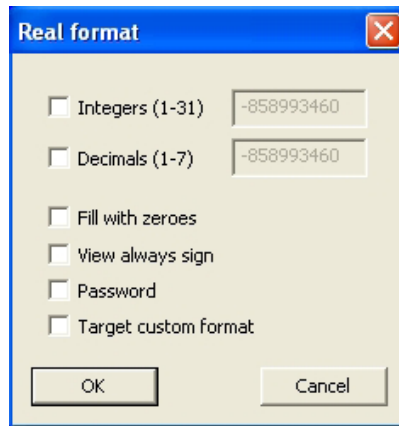 Real format
Integers (1-31) -858993460
Decimals (1-7) -858993460
Fill with zeroes
View always sign
Password
Target custom format
OK Cancel